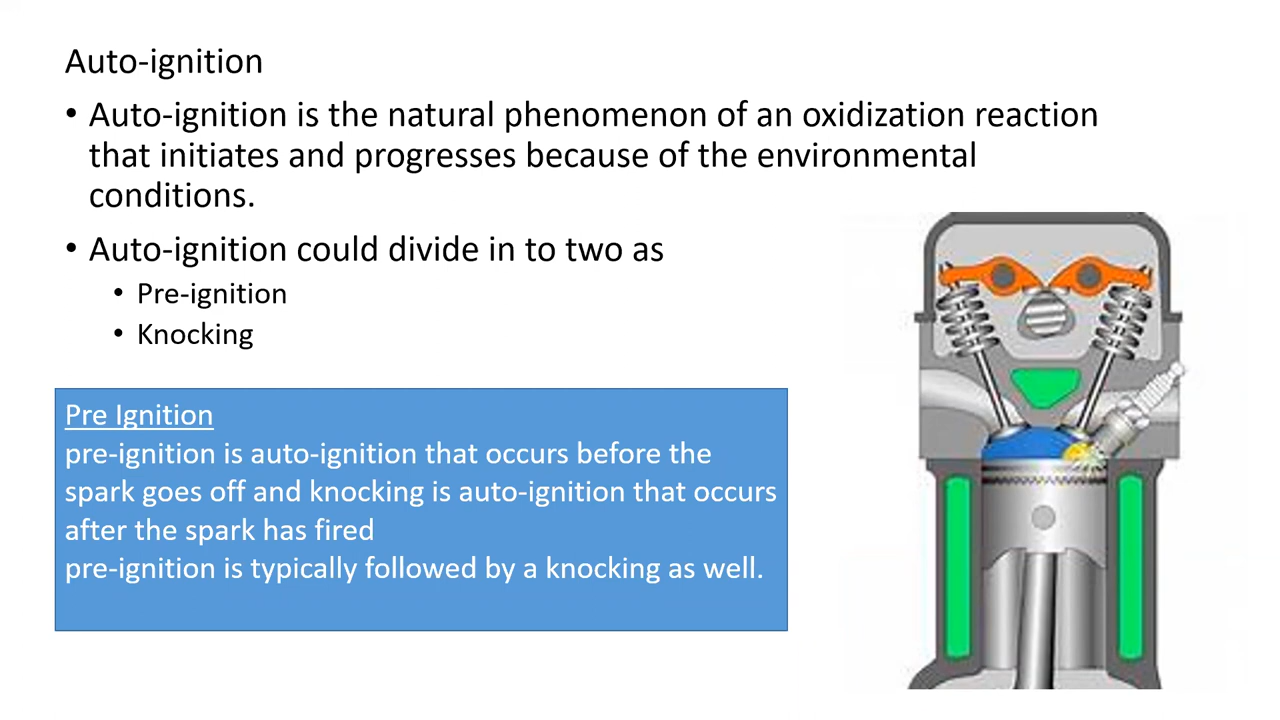 Auto-ignition
• Auto-ignition is the natural phenomenon of an oxidization reaction
that initiates and progresses because of the environmental
conditions.
• Auto-ignition could divide in to two as
• Pre-ignition
• Knocking
Pre Ignition
pre-ignition is auto-ignition that occurs before the
spark goes off and knocking is auto-ignition that occurs
after the spark has fired
pre-ignition is typically followed by a knocking as well.